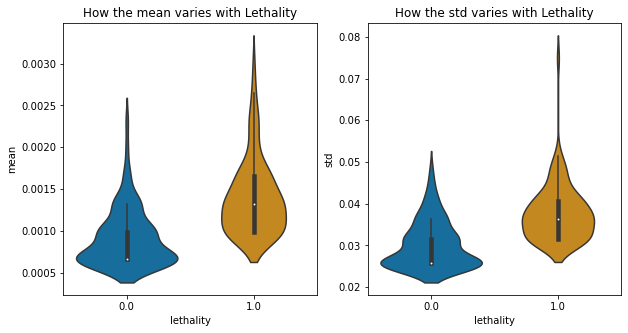 How the mean varies with Lethality
0.0030
0.0025
0.0020
0.0015
0.0010
0.0005
mean
0.0
1.0
lethality
How the std varies with Lethality
0.08
0.07
0.06
0.05
0.04
0.03
0.02
std
0.0
1.0
lethality